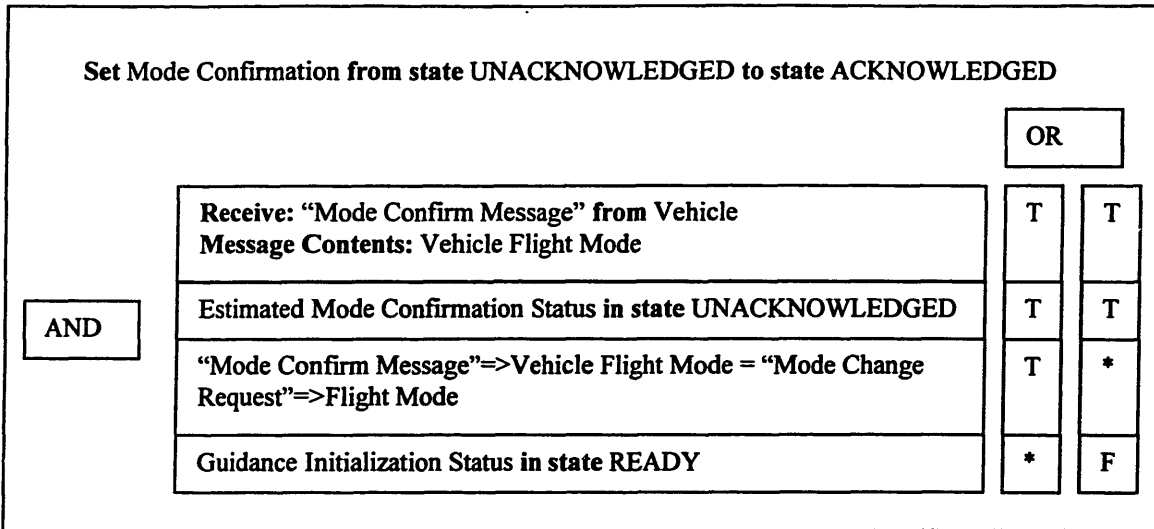 Set Mode Confirmation from state UNACKNOWLEDGED to state ACKNOWLEDGED
OR
Receive: “Mode Confirm Message” from Vehicle T T
Message Contents: Vehicle Flight Mode
AND
Estimated Mode Confirmation Status in state UNACKNOWLEDGED T T
“Mode Confirm Message”=>Vehicle Flight Mode = “Mode Change T *
Request”=>Flight Mode
Guidance Initialization Status in state READY * F